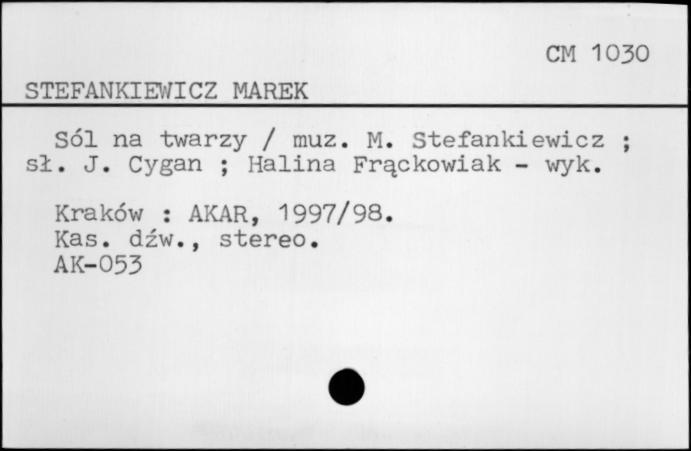 CM 1030
STEFANKIEWICZ MAREK
Sól na twarzy / muz. M. Stefankiewicz ;
sł. J. Cygan ; Halina Frąckowiak - wyk.
Kraków : AKAR, 1997/98.
Kas. dźw., stereo.
AK-053